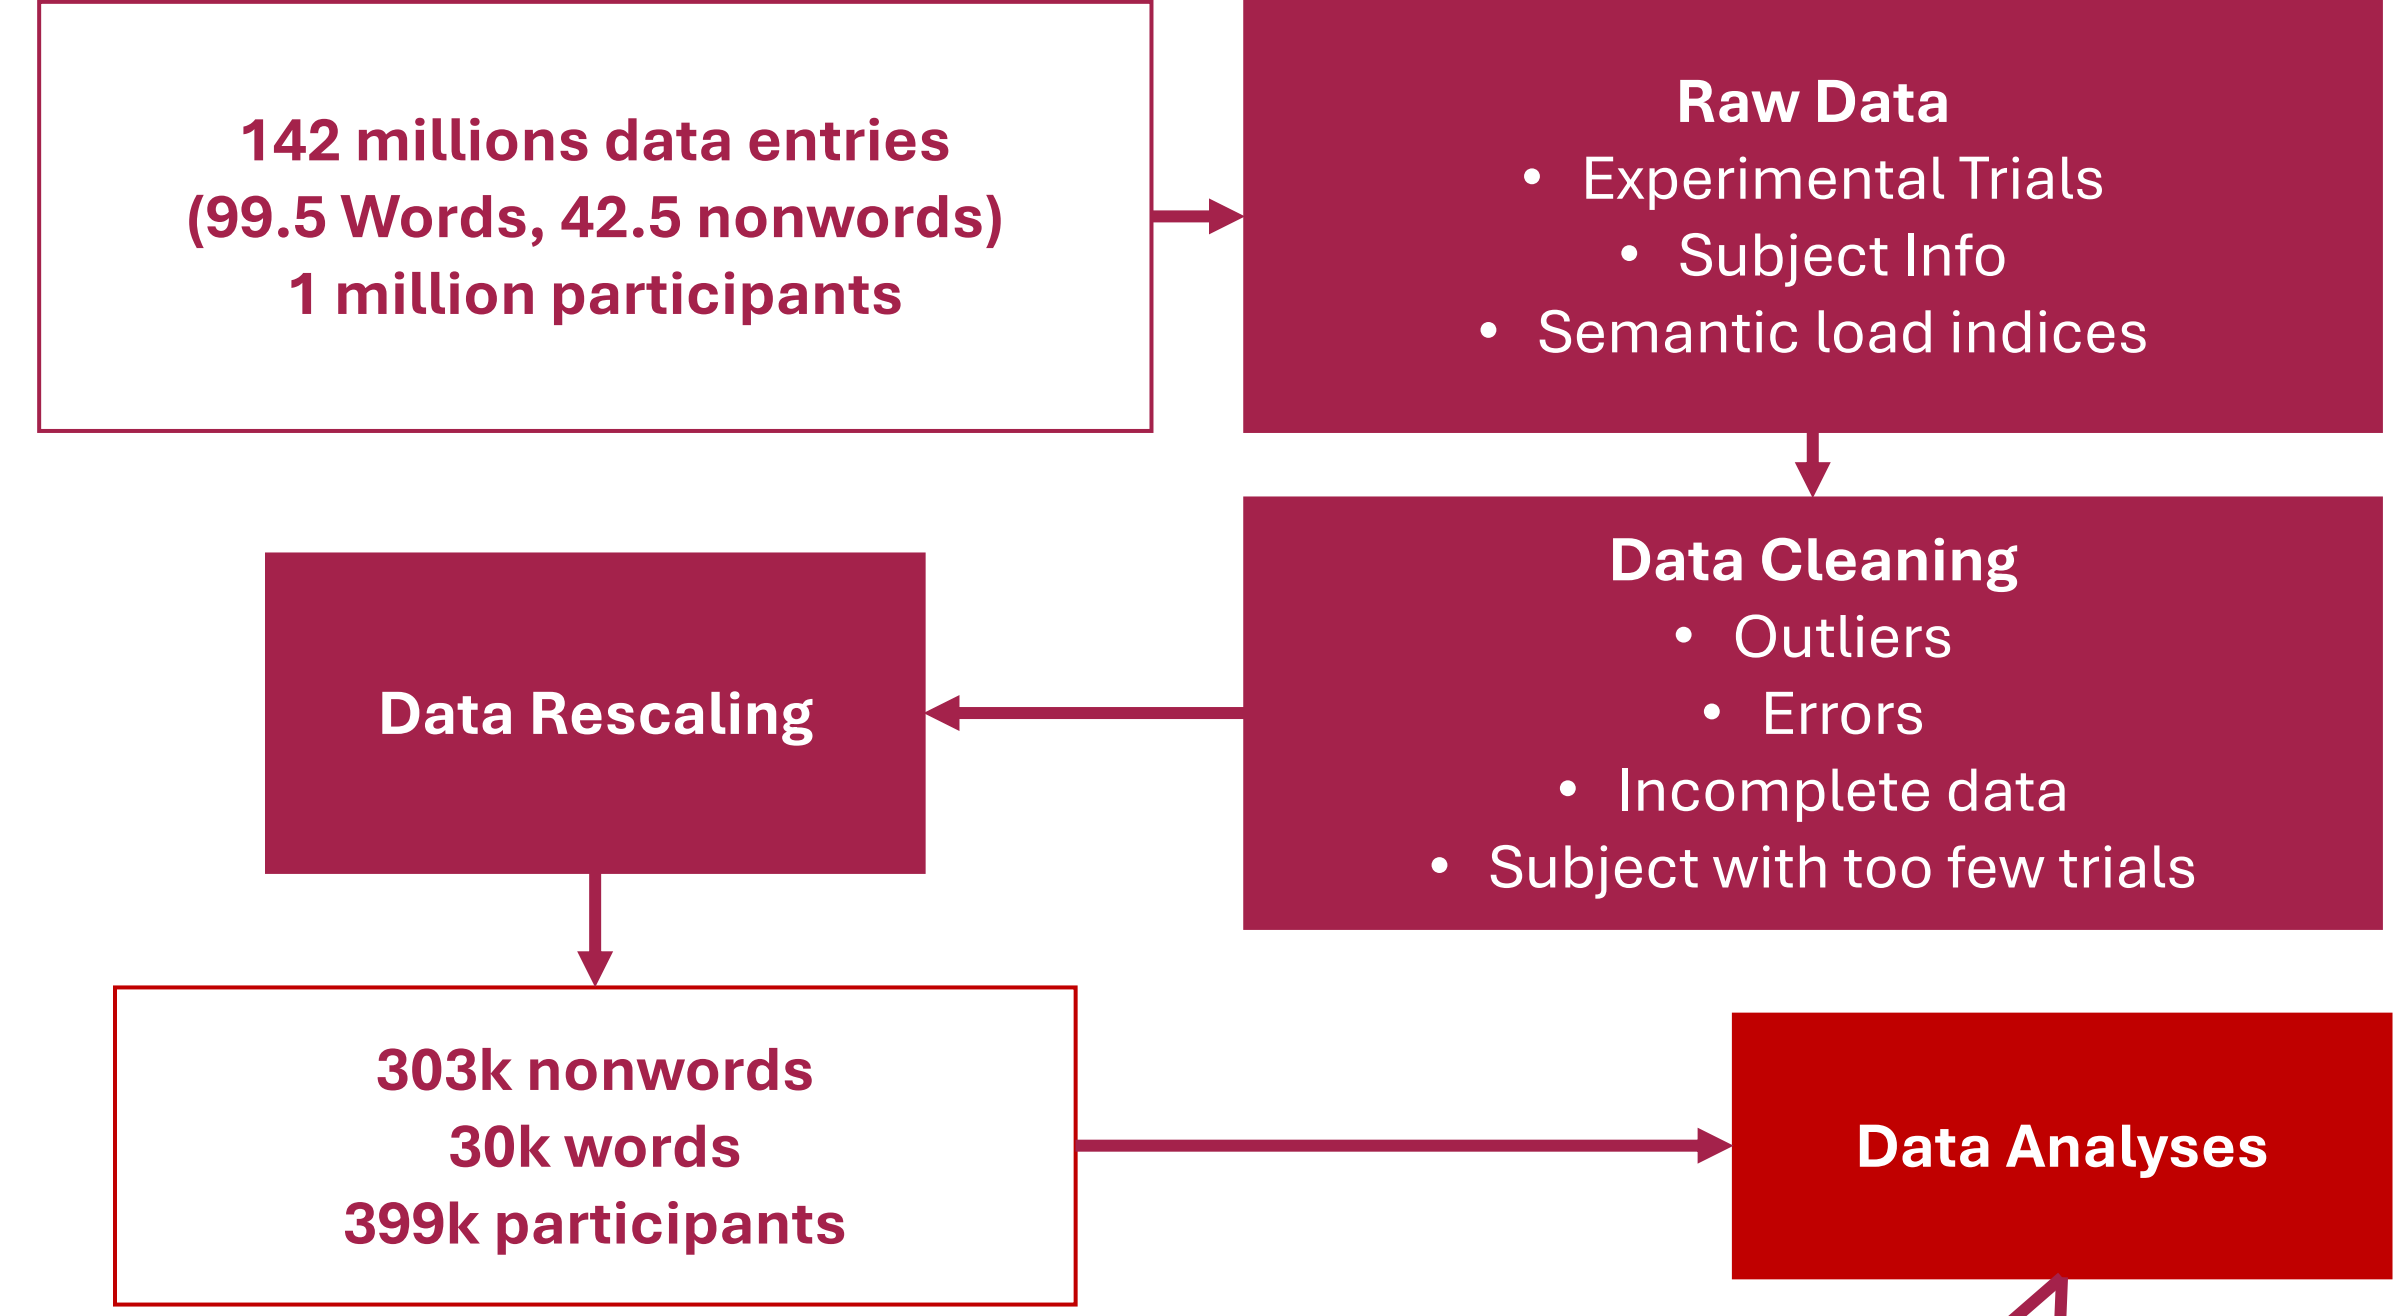 142 millions data entries
(99.5 Words, 42.5 nonwords)
1 million participants
Raw Data
• Experimental Trials
• Subject Info
• Semantic load indices
Data Cleaning
• Outliers
• Errors
• Incomplete data
• Subject with too few trials
Data Rescaling
303k nonwords
30k words
399k participants
Data Analyses